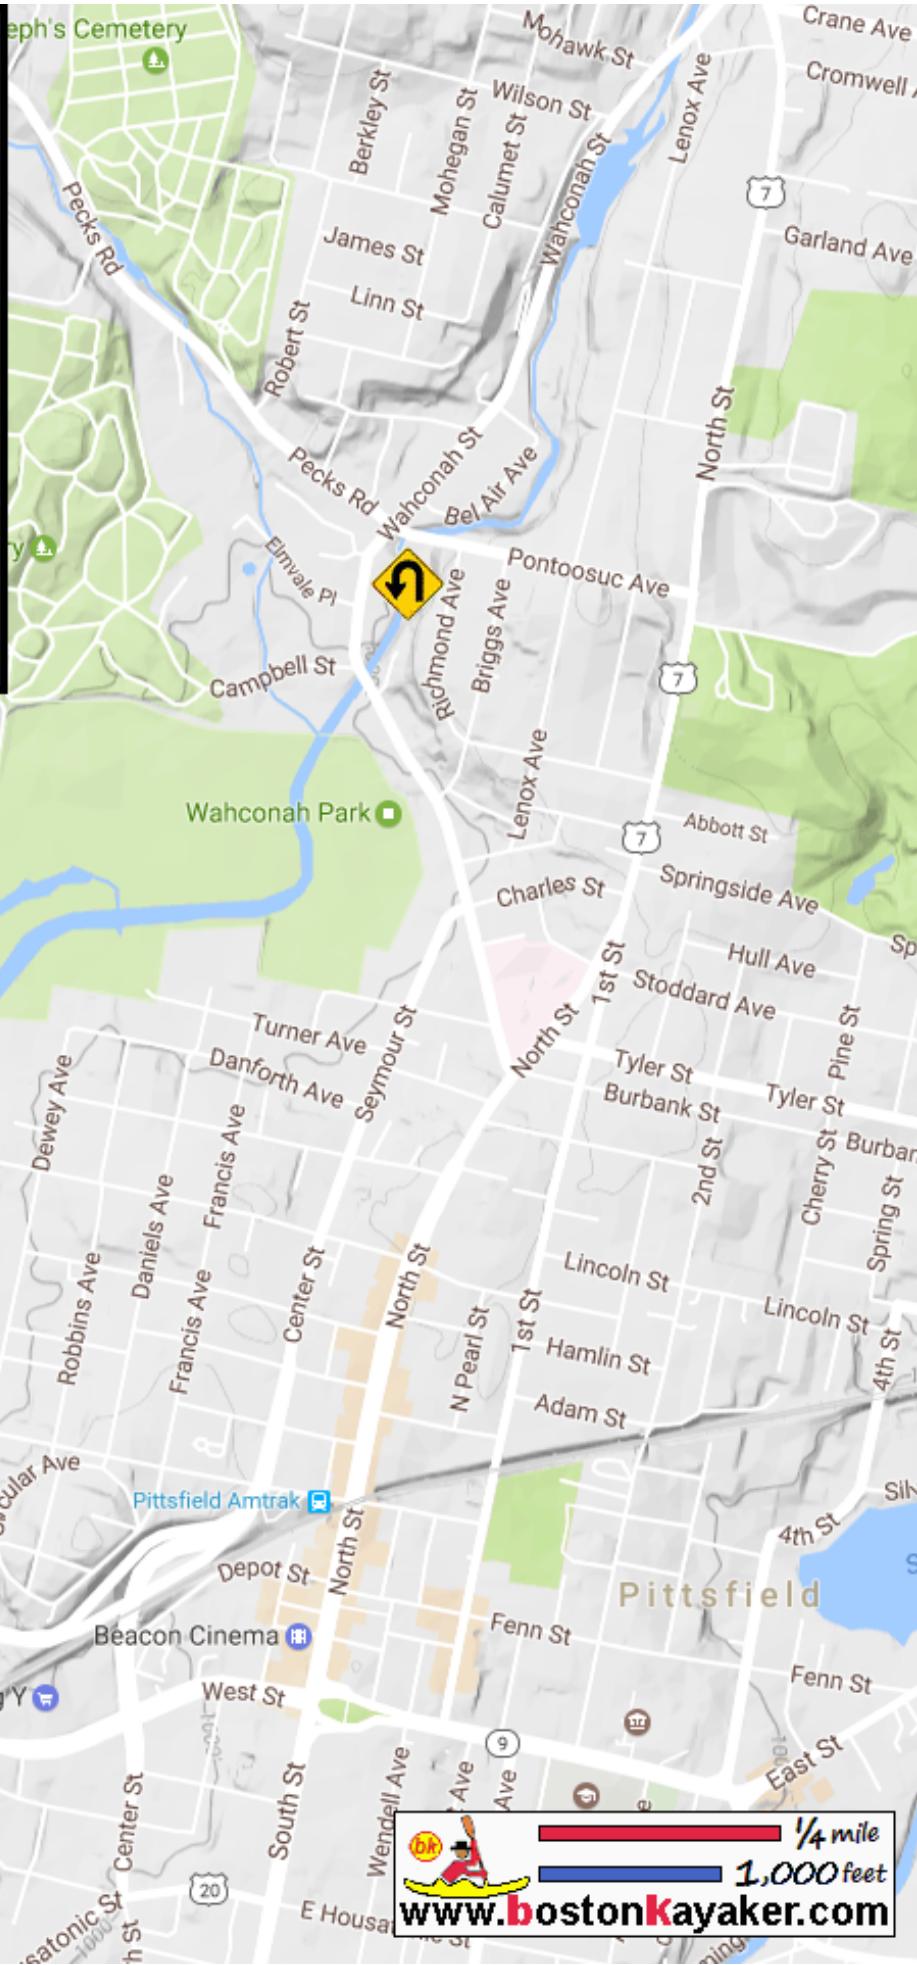 eph's Cemetery
Crane Ave
Mohawk St
Cromwell
Wilson St
Lenox Ave
Berkley St
Mohegan St
Calumet St
Wahconah St
7
Pecks Rd
James St
Garland Ave
Linn St
Robert St
North St
Pecks Rd
Wahconah St
Bel Air Ave
ry
Elmvale Pl
Pontoosuc Ave
Richmond Ave
Briggs Ave
Campbell St
7
Lenox Ave
Wahconah Park
Abbott St
7
Charles St
Springside Ave
Sp
Hull Ave
1st St
Stoddard Ave
Turner Ave
North St
Pine St
Seymour St
Danforth Ave
Tyler St
Tyler St
Burbank St
Dewey Ave
Francis Ave
Cherry St
Burbar
2nd St
Daniels Ave
Spring St
Center St
North St
Lincoln St
Robbins Ave
Francis Ave
N Pearl St
1st St
Lincoln St
Hamlin St
4th St
Adam St
cular Ave
Pittsfield Amtrak
Silv
North St
4th St
Depot St
S
Pittsfield
Beacon Cinema
Fenn St
Fenn St
g Y
West St
9
East St
Center St
South St
Wendell Ave
Ave
Ave
e
bk
1/4 mile
1,000 feet
20
www.bostonkayaker.com
E Housa
St
satonic St
1000
h St
ming